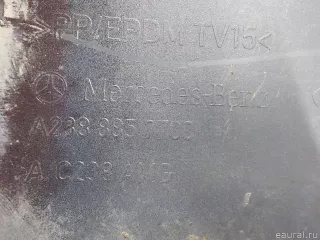 >PP/EPDM TV15<
Mercedes-Benz
A238 885
C238 AMG
eaural.ru